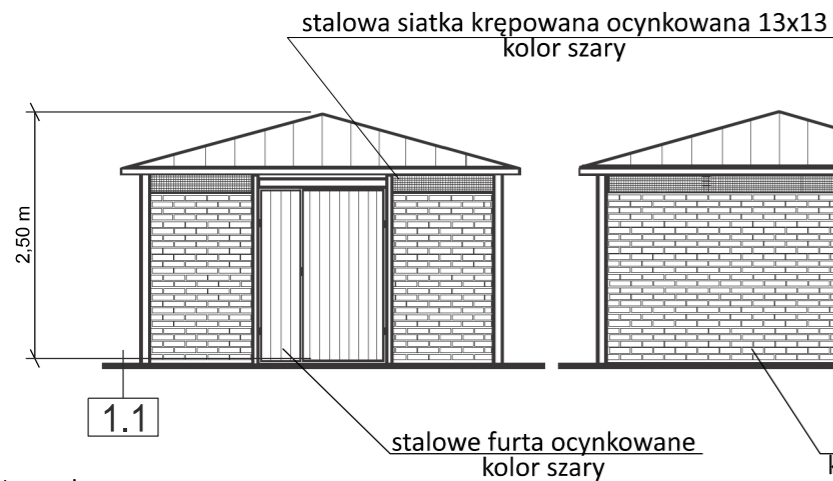 stalowa siatka krępowana ocynkowana 13x13
kolor szary
2,50 m
1.1
stalowe furta ocynkowane
kolor szary